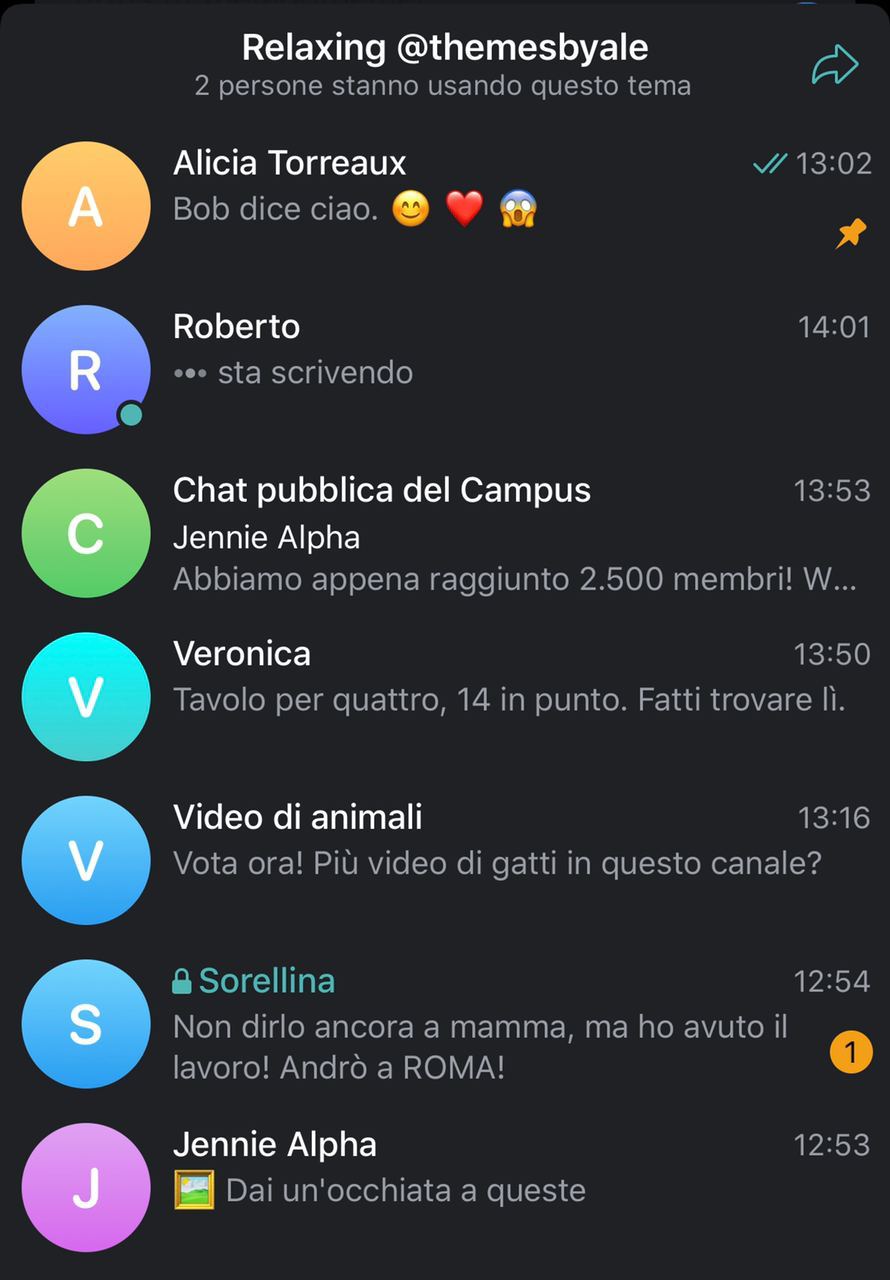 Relaxing @themesbyale
2 persone stanno usando questo tema
A
Alicia Torreaux
13:02
Bob dice ciao. 😊 ❤️ 😱
R
Roberto
14:01
••• sta scrivendo
C
Chat pubblica del Campus
13:53
Jennie Alpha
Abbiamo appena raggiunto 2.500 membri! W...
V
Veronica
13:50
Tavolo per quattro, 14 in punto. Fatti trovare lì.
V
Video di animali
13:16
Vota ora! Più video di gatti in questo canale?
S
Sorellina
12:54
Non dirlo ancora a mamma, ma ho avuto il
lavoro! Andrò a ROMA!
1
J
Jennie Alpha
12:53
🖼️ Dai un'occhiata a queste